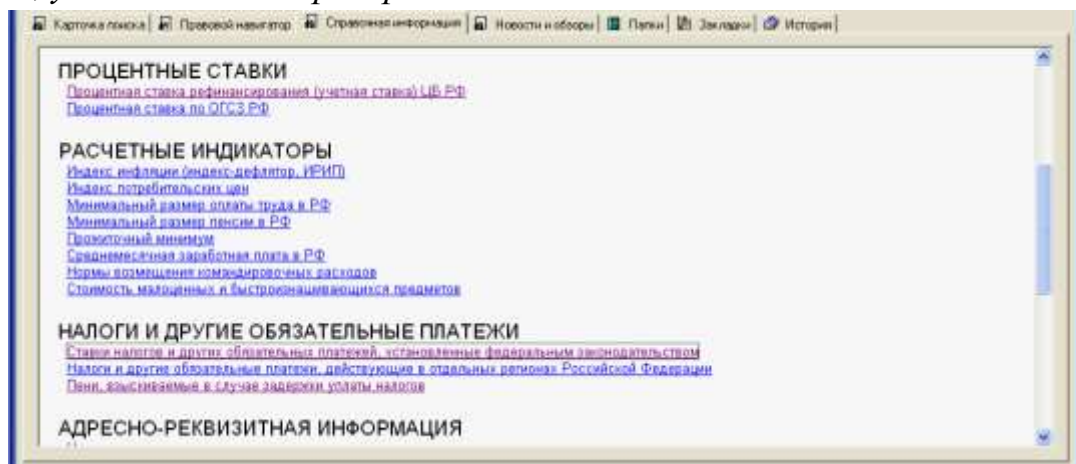 Карточка поиска Правовой навигатор Справочная информация Новости и обзоры Папки Закладки История
ПРОЦЕНТНЫЕ СТАВКИ
Процентная ставка рефинансирования (учетная ставка) ЦБ РФ
Процентная ставка по ОГСЗ РФ
РАСЧЕТНЫЕ ИНДИКАТОРЫ
Индекс инфляции (индекс-дефлятор, ИРИП)
Индекс потребительских цен
Минимальный размер оплаты труда в РФ
Минимальный размер пенсии в РФ
Прожиточный минимум
Среднемесячная заработная плата в РФ
Нормы возмещения командировочных расходов
Стоимость малоценных и быстроизнашивающихся предметов
НАЛОГИ И ДРУГИЕ ОБЯЗАТЕЛЬНЫЕ ПЛАТЕЖИ
Ставки налогов и других обязательных платежей, установленные федеральным законодательством
Налоги и другие обязательные платежи, действующие в отдельных регионах Российской Федерации
Пени, взыскиваемые в случае задержки уплаты налогов
АДРЕСНО-РЕКВИЗИТНАЯ ИНФОРМАЦИЯ